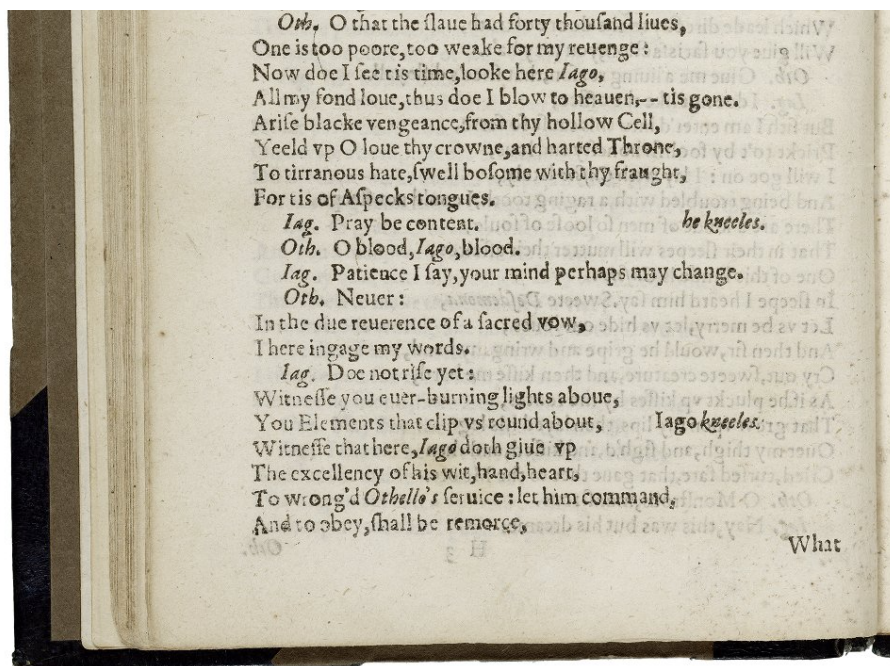 Oth. O that the ſlaue had forty thouſand liues,
One is too poore, too weake for my reuenge:
Now doe I ſee tis time, looke here Iago,
All my fond loue, thus doe I blow to heauen,-- tis gone.
Ariſe blacke vengeance, from thy hollow Cell,
Yeeld vp O loue thy crowne, and harted Throne,
To tirranous hate, ſwell boſome with thy fraught,
For tis of Aſpecks tongues.
Iag. Pray be content. he kneeles.
Oth. O blood, Iago, blood.
Iag. Patience I ſay, your mind perhaps may change.
Oth. Neuer:
In the due reuerence of a ſacred vow,
I here ingage my words.
Iag. Doe not riſe yet:
Witneſſe you euer-burning lights aboue,
You Elements that clip vs round about, Iago kneeles.
Witneſſe that here, Iago doth giue vp
The excellency of his wit, hand, heart,
To wrong'd Othello's ſeruice: let him command,
And to obey, ſhall be remorce,
What